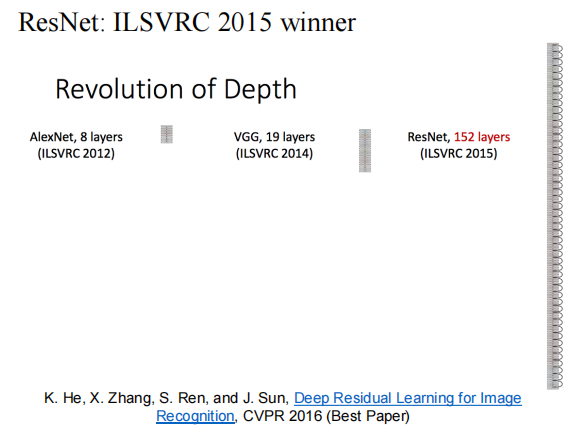 ResNet: ILSVRC 2015 winner
Revolution of Depth
AlexNet, 8 layers
(ILSVRC 2012)
VGG, 19 layers
(ILSVRC 2014)
ResNet, 152 layers
(ILSVRC 2015)
K. He, X. Zhang, S. Ren, and J. Sun, Deep Residual Learning for Image
Recognition, CVPR 2016 (Best Paper)